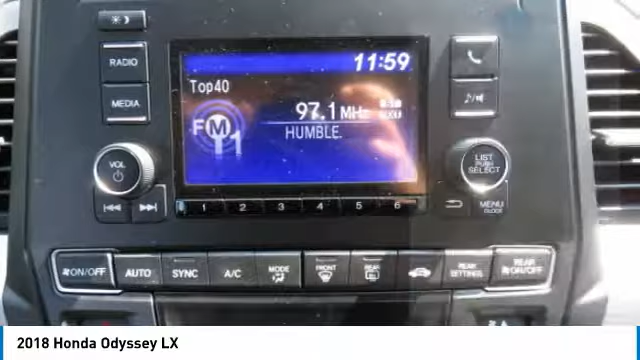 11:59
RADIO
Top40
97.1 MHz
MEDIA
FM1
HUMBLE.
VOL
LIST
PUSH
SELECT
1 2 3 4 5 6
MENU
CLOCK
ON/OFF AUTO SYNC A/C MODE FRONT REAR REAR SETTINGS REAR ON/OFF
2018 Honda Odyssey LX